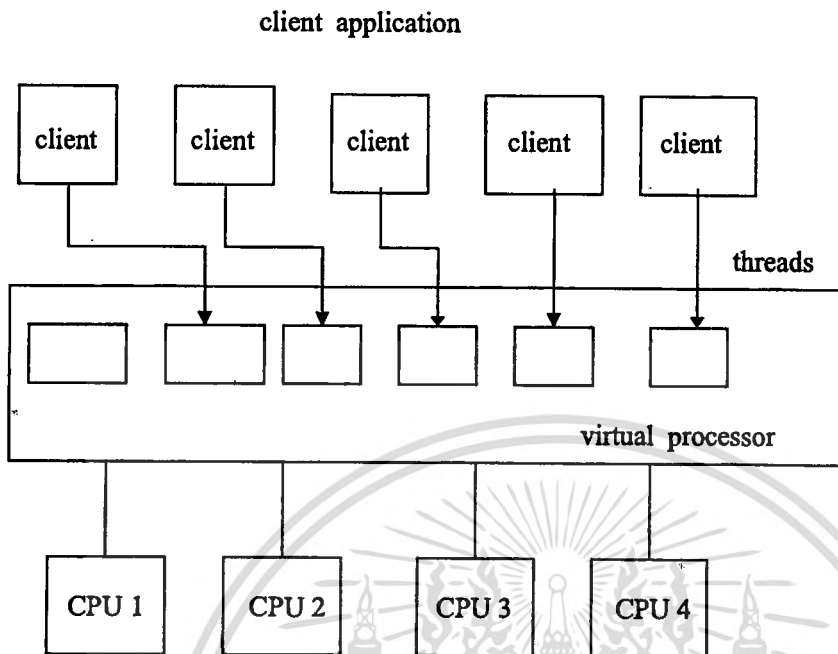 client application
client client client client client
threads
virtual processor
CPU 1 CPU 2 CPU 3 CPU 4